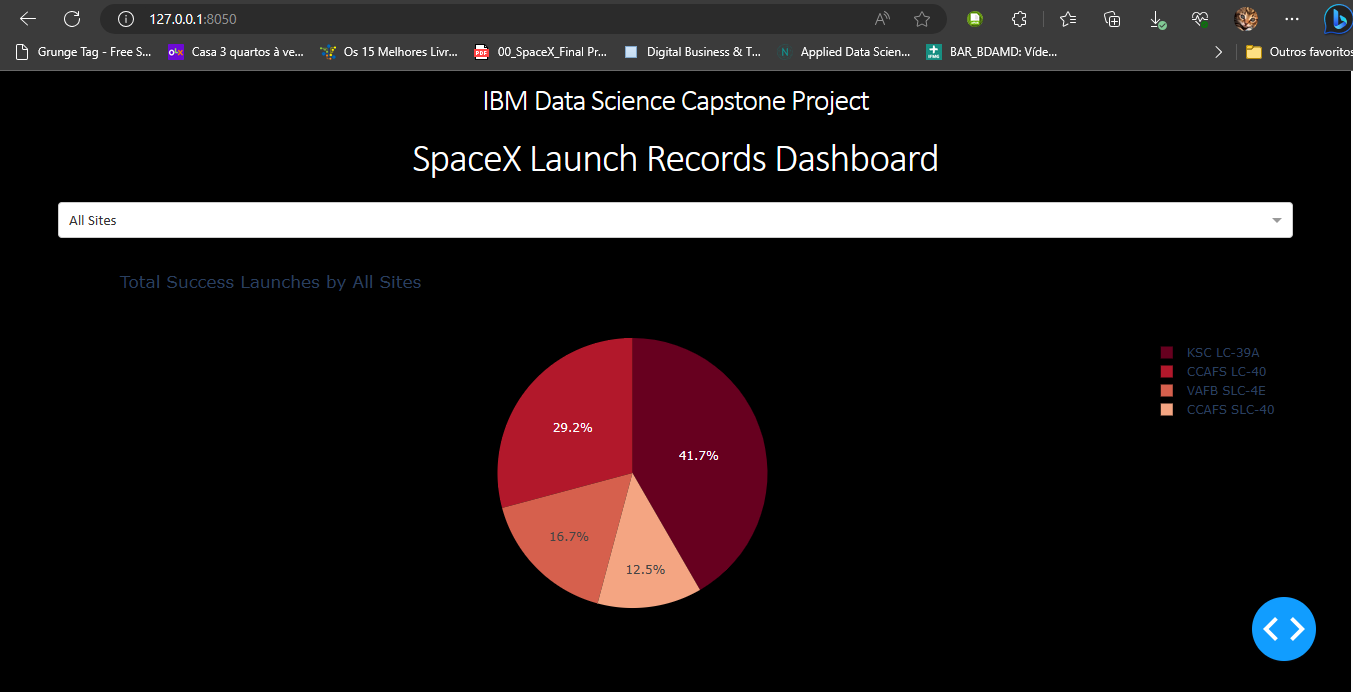 127.0.0.1:8050
Grunge Tag - Free S... Casa 3 quartos à ve... Os 15 Melhores Livr... 00_SpaceX_Final Pr... Digital Business & T... Applied Data Scien... BAR_BDAMD: Víde... Outros favoritos
IBM Data Science Capstone Project
SpaceX Launch Records Dashboard
All Sites
Total Success Launches by All Sites
KSC LC-39A
CCAFS LC-40
VAFB SLC-4E
CCAFS SLC-40
29.2%
41.7%
16.7%
12.5%